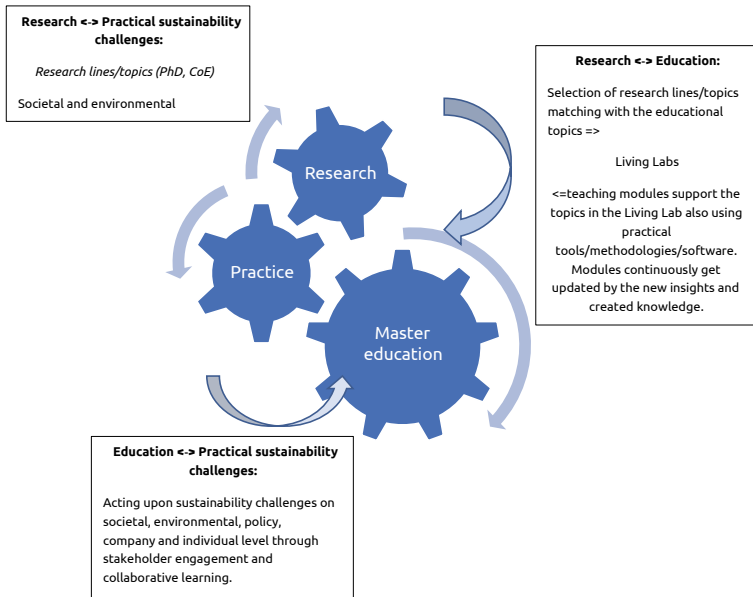 Research <-> Practical sustainability
challenges:
Research lines/topics (PhD, CoE)
Societal and environmental
Research <-> Education:
Selection of research lines/topics
matching with the educational
topics =>
Living Labs
<=teaching modules support the
topics in the Living Lab also using
practical
tools/methodologies/software.
Modules continuously get
updated by the new insights and
created knowledge.
Research
Practice
Master
education
Education <-> Practical sustainability
challenges:
Acting upon sustainability challenges on
societal, environmental, policy,
company and individual level through
stakeholder engagement and
collaborative learning.